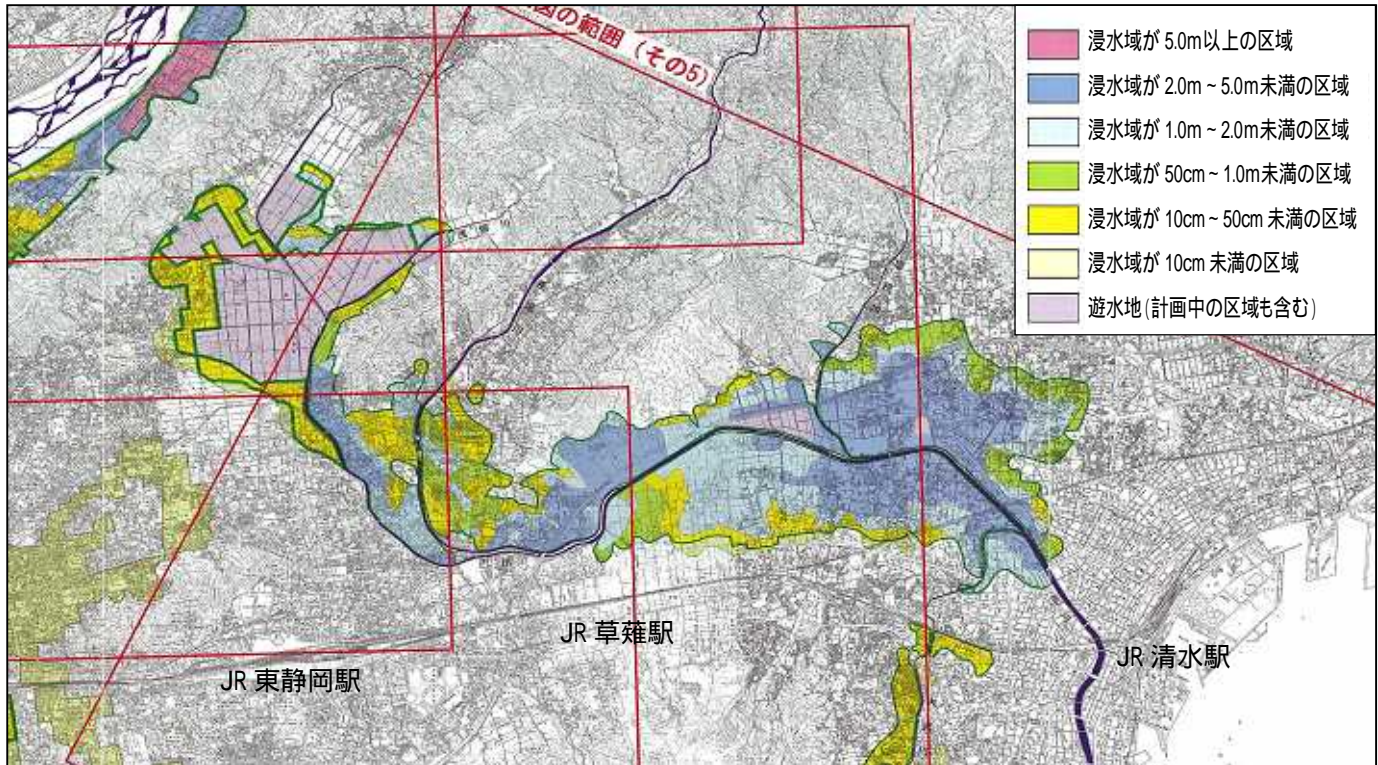 図の範囲 (その5)
浸水域が 5.0m以上の区域
浸水域が 2.0m ~ 5.0m未満の区域
浸水域が 1.0m ~ 2.0m未満の区域
浸水域が 50cm ~ 1.0m未満の区域
浸水域が 10cm ~ 50cm 未満の区域
浸水域が 10cm 未満の区域
遊水地(計画中の区域も含む)
JR 草薙駅
JR 清水駅
JR 東静岡駅